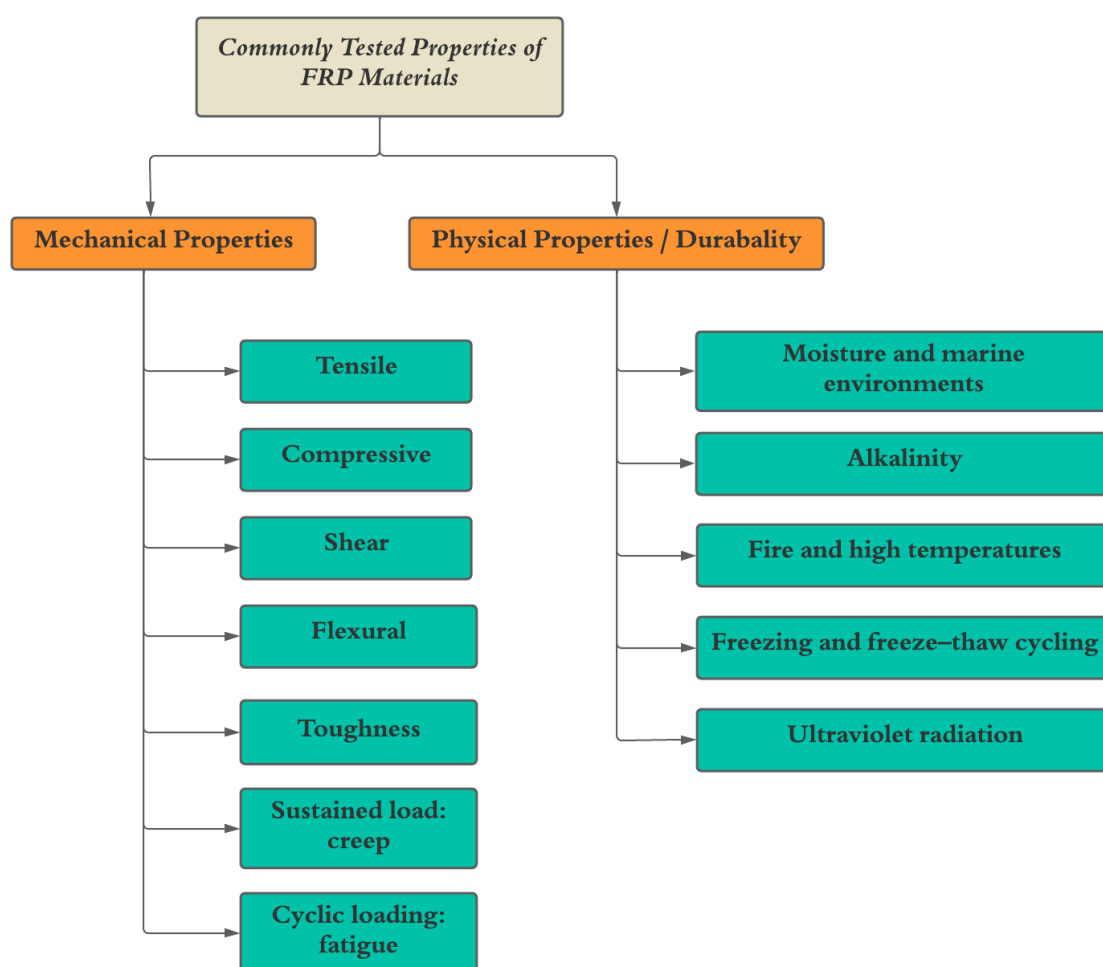 Commonly Tested Properties of
FRP Materials
Mechanical Properties
Physical Properties / Durabality
Tensile
Compressive
Shear
Flexural
Toughness
Sustained load:
creep
Cyclic loading:
fatigue
Moisture and marine
environments
Alkalinity
Fire and high temperatures
Freezing and freeze–thaw cycling
Ultraviolet radiation